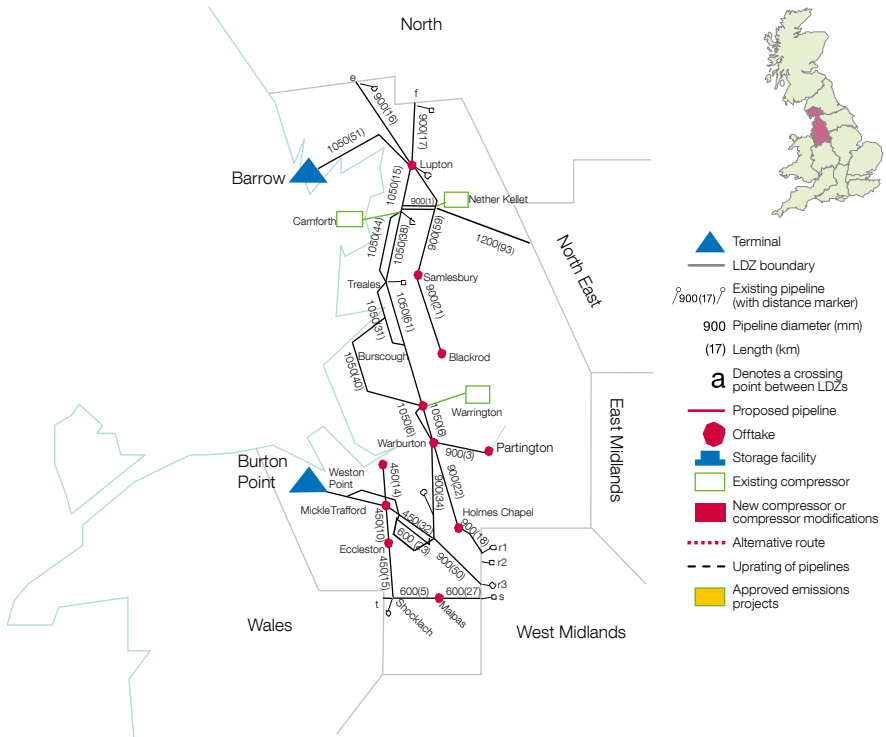 North
e
f
900(16)
900(17)
1050(51)
Lupton
Barrow
1050(15)
900(1)
Nether Kellet
Carnforth
1050(44)
1050(38)
900(59)
1200(93)
North East
Treales
Samlesbury
1050(61)
900(21)
1050(31)
Burscough
Blackrod
1050(40)
Warrington
1050(6)
1050(6)
Warburton
900(3)
Partington
East Midlands
Burton
Point
Weston
Point
450(14)
900(34)
900(22)
Mickle Trafford
450(32)
Holmes Chapel
450(10)
600 (23)
900(18)
Eccleston
r1
r2
900(50)
450(15)
r3
600(5)
600(27)
s
t
Shocklach
Malpas
Wales
West Midlands
Terminal
LDZ boundary
900(17)
Existing pipeline
(with distance marker)
900 Pipeline diameter (mm)
(17) Length (km)
a Denotes a crossing
point between LDZs
Proposed pipeline
Offtake
Storage facility
Existing compressor
New compressor or
compressor modifications
Alternative route
Uprating of pipelines
Approved emissions
projects